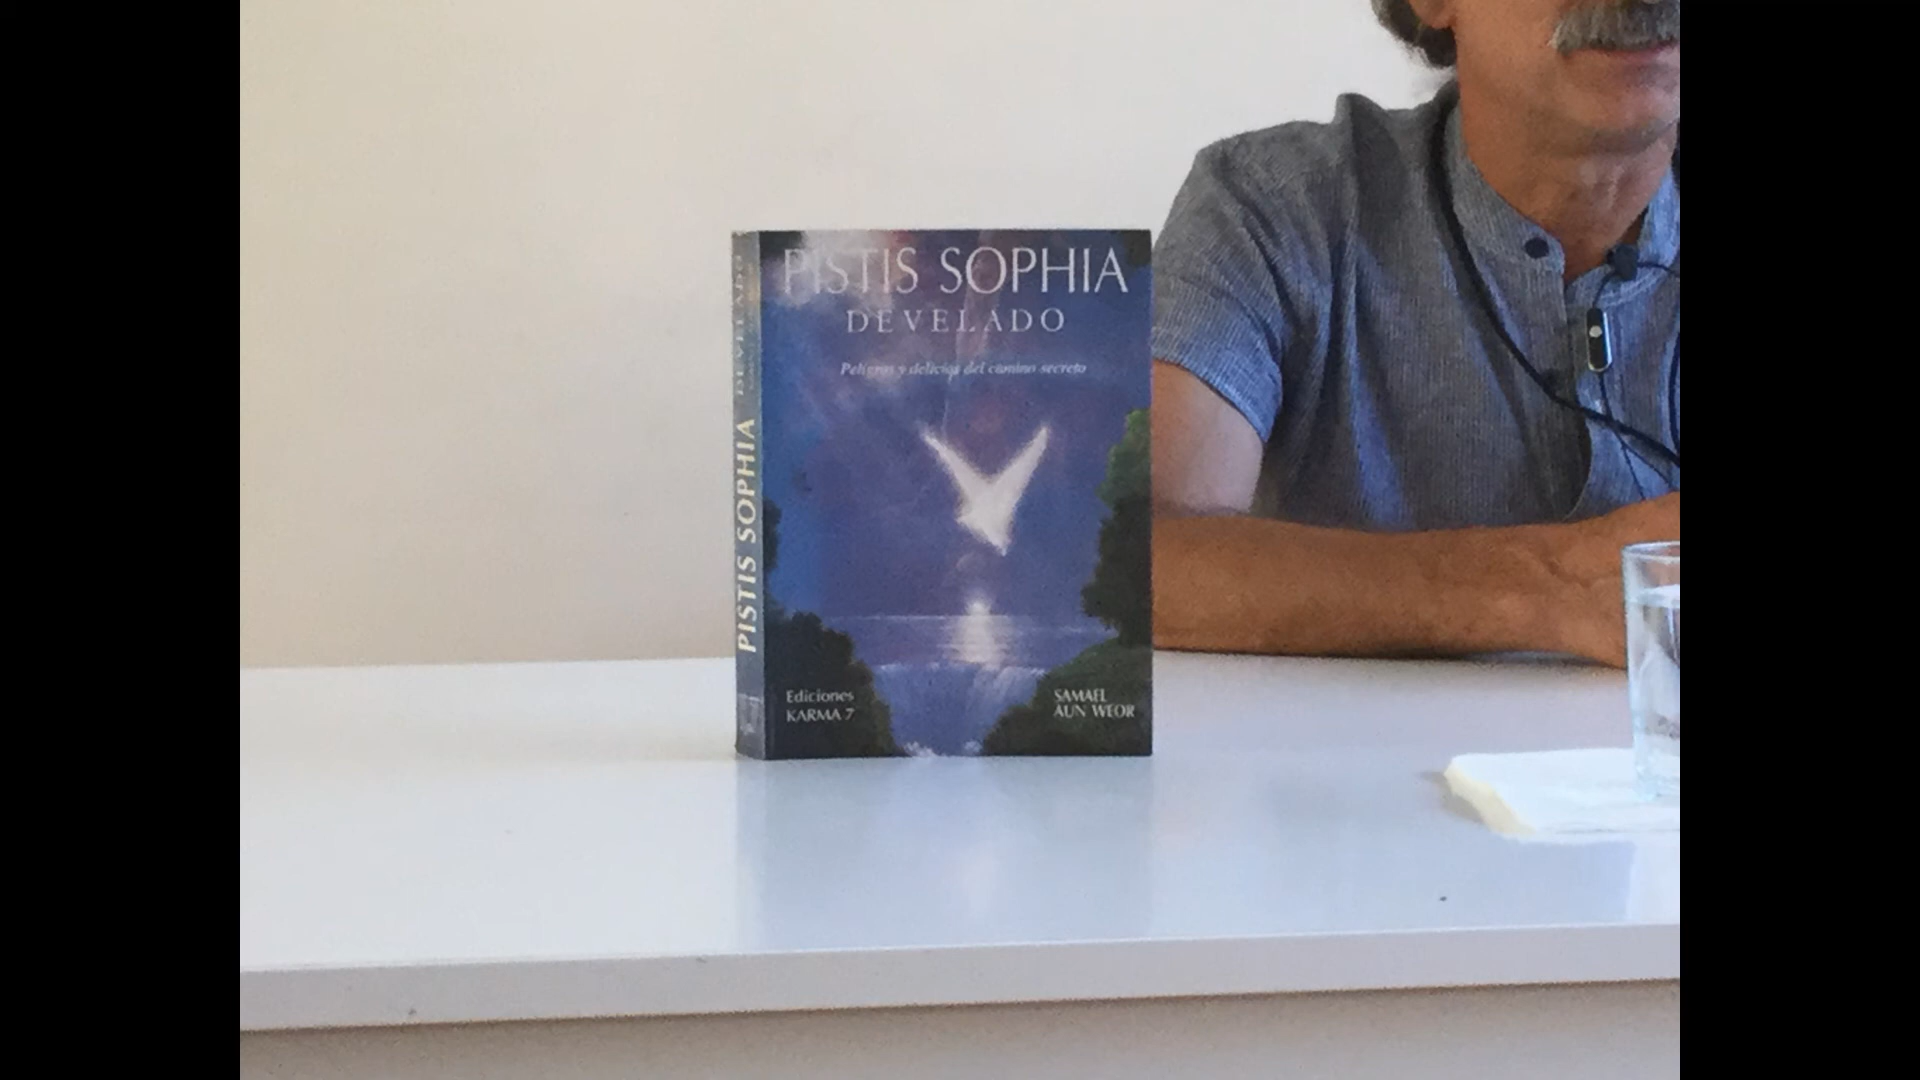 PISTIS SOPHIA
DEVELADO
Peligros y delicias del camino secreto
Ediciones
KARMA 7
SAMAEL
AUN WEOR
PISTIS SOPHIA DEVELADO